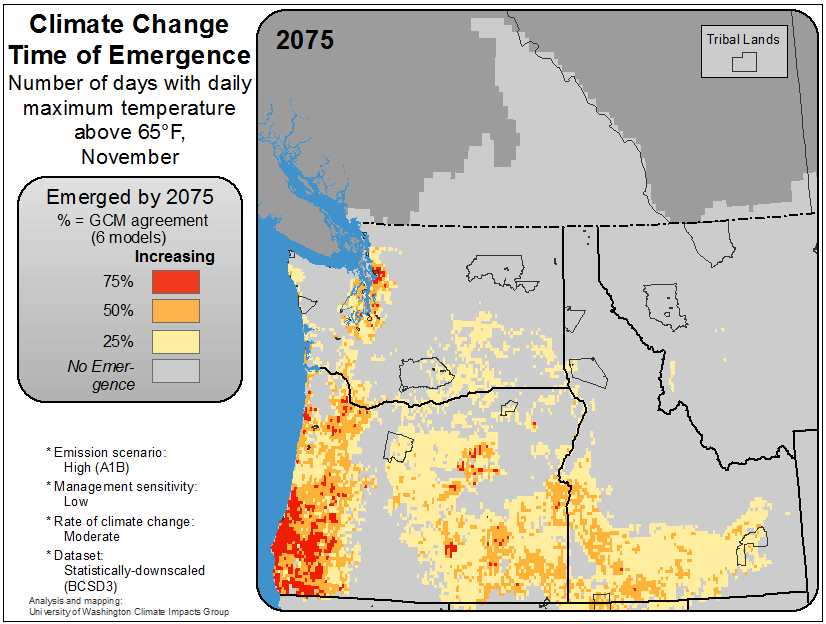 Climate Change
Time of Emergence
Number of days with daily
maximum temperature
above 65°F,
November
Emerged by 2075
% = GCM agreement
(6 models)
Increasing
75%
50%
25%
No Emer-
gence
* Emission scenario:
High (A1B)
* Management sensitivity:
Low
* Rate of climate change:
Moderate
* Dataset:
Statistically-downscaled
(BCSD3)
Analysis and mapping:
University of Washington Climate Impacts Group
2075
Tribal Lands